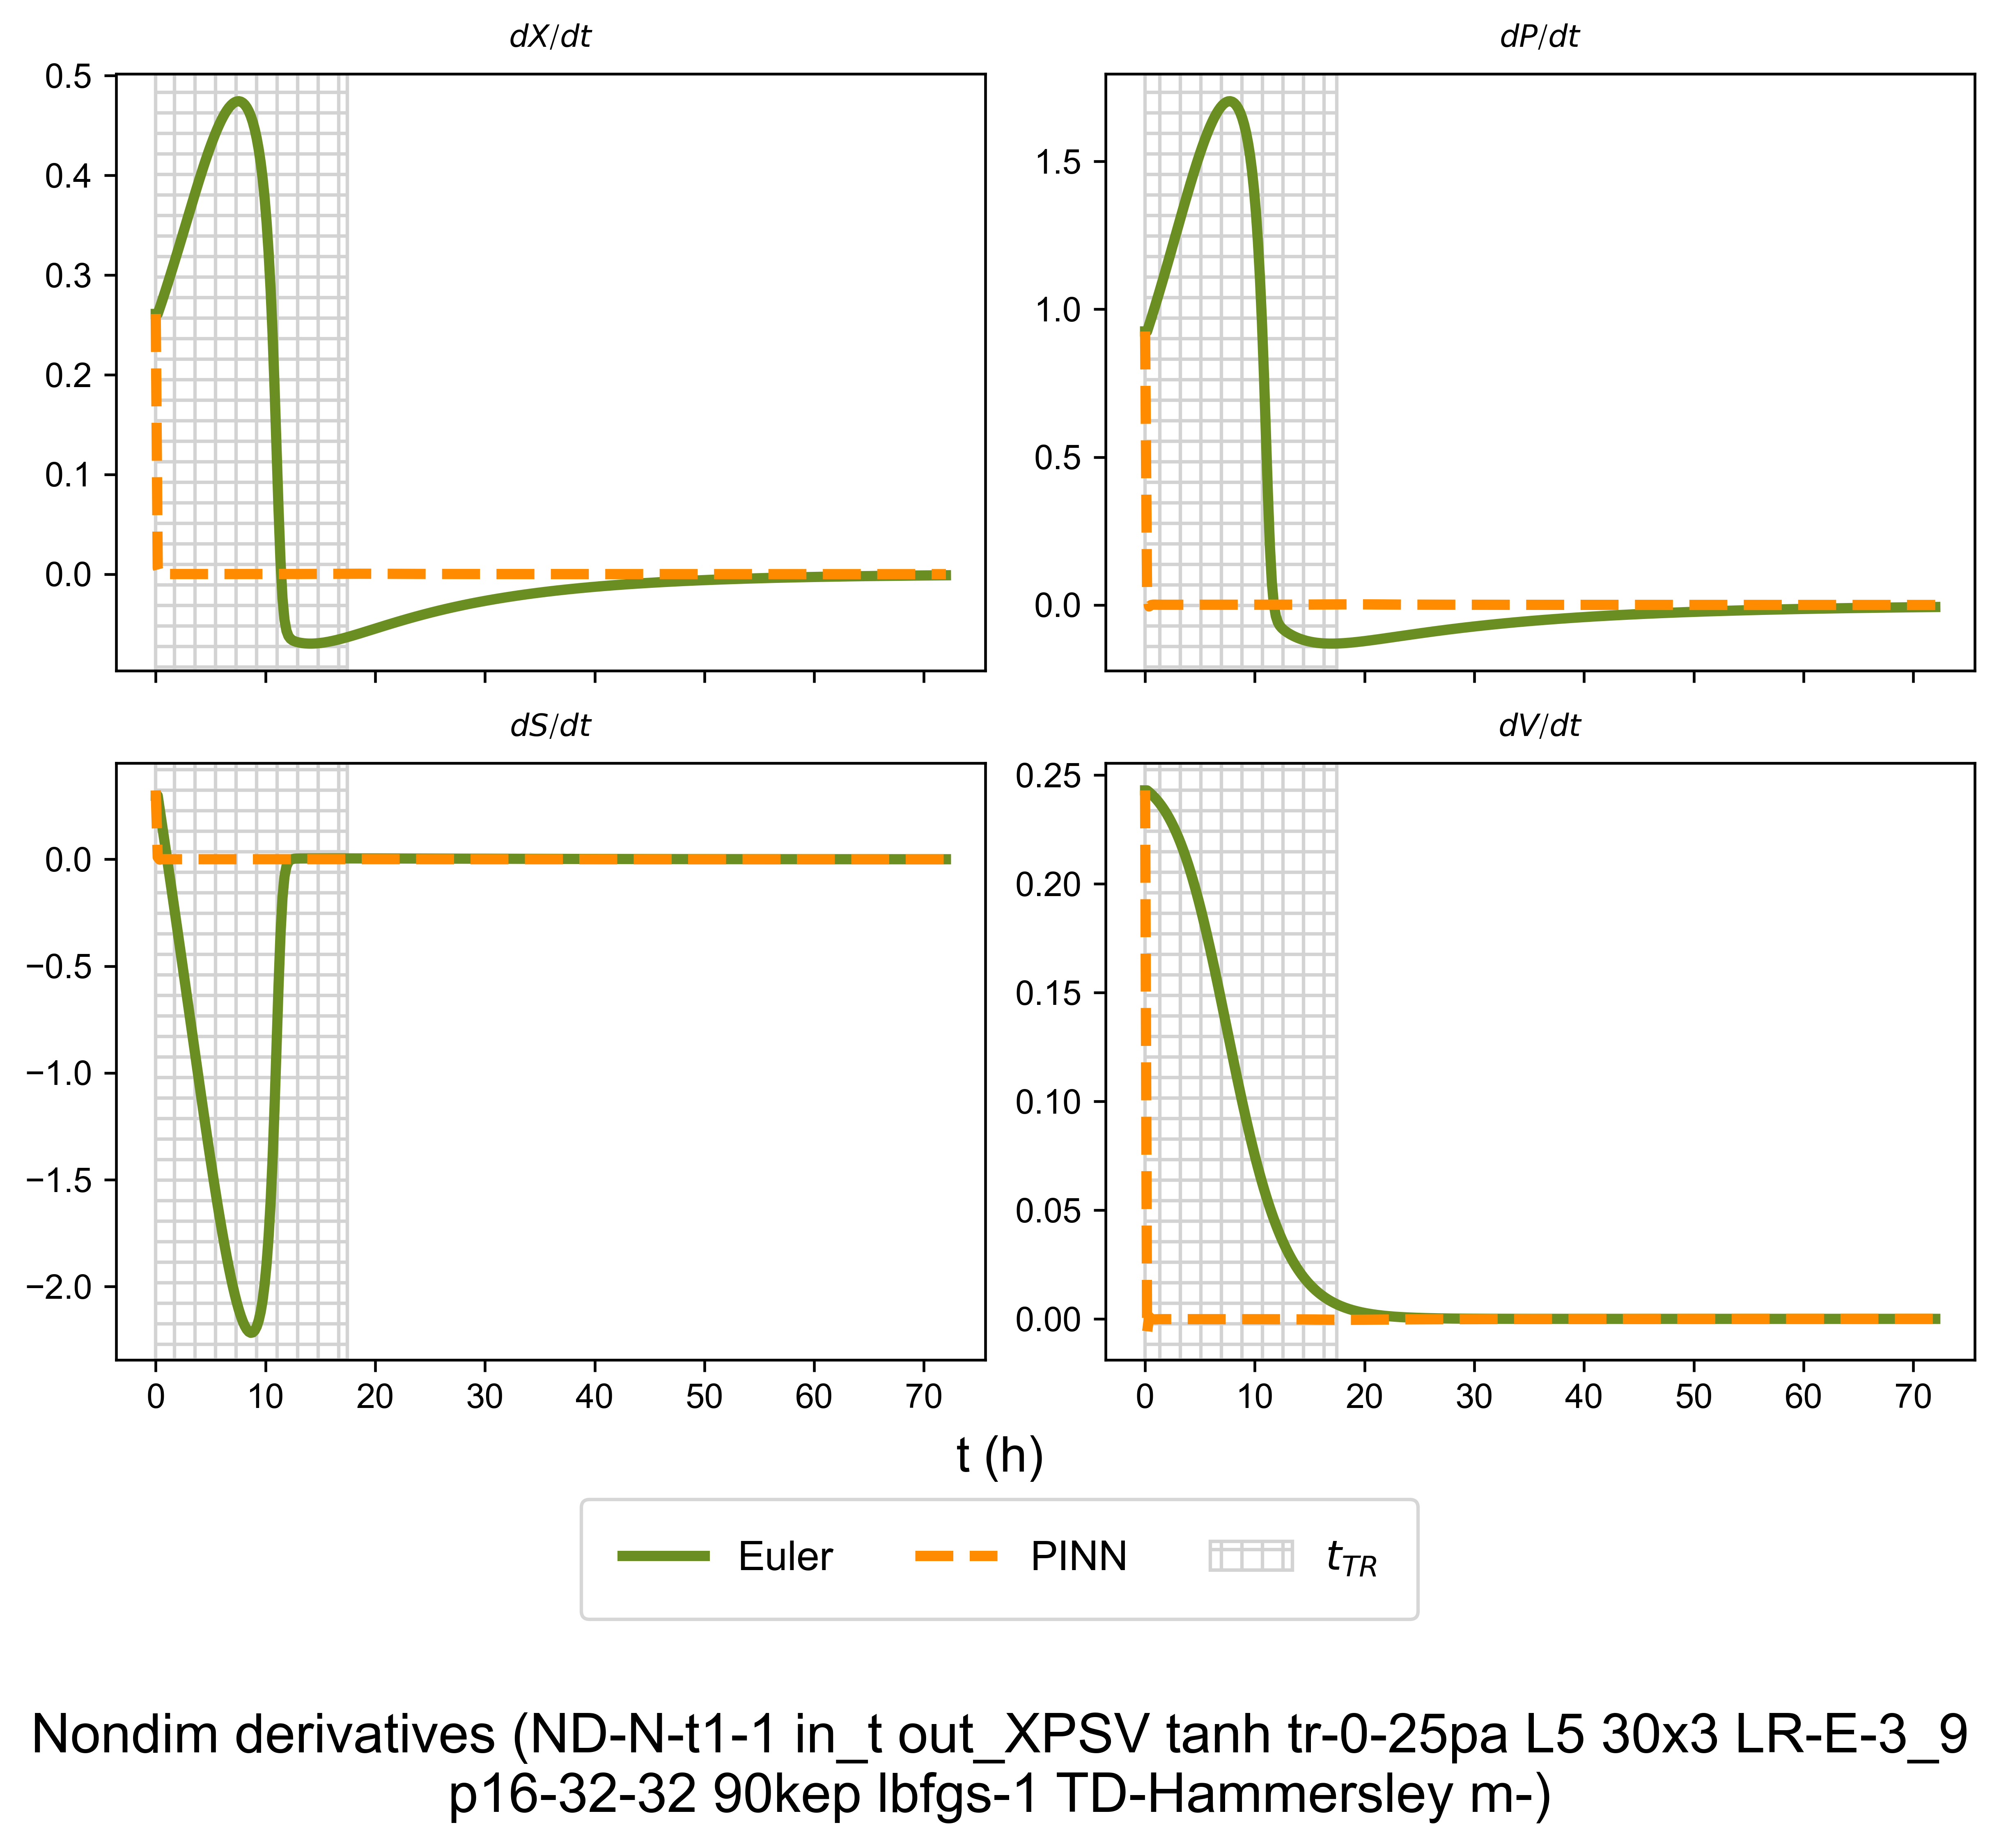 dX/dt
dP/dt
0.5
0.4
0.3
0.2
0.1
0.0
1.5
1.0
0.5
0.0
dS/dt
dV/dt
0.0
−0.5
−1.0
−1.5
−2.0
0.25
0.20
0.15
0.10
0.05
0.00
0 10 20 30 40 50 60 70
0 10 20 30 40 50 60 70
t (h)
Euler PINN t_TR
Nondim derivatives (ND-N-t1-1 in_t out_XPSV tanh tr-0-25pa L5 30x3 LR-E-3_9
p16-32-32 90kep lbfgs-1 TD-Hammersley m-)